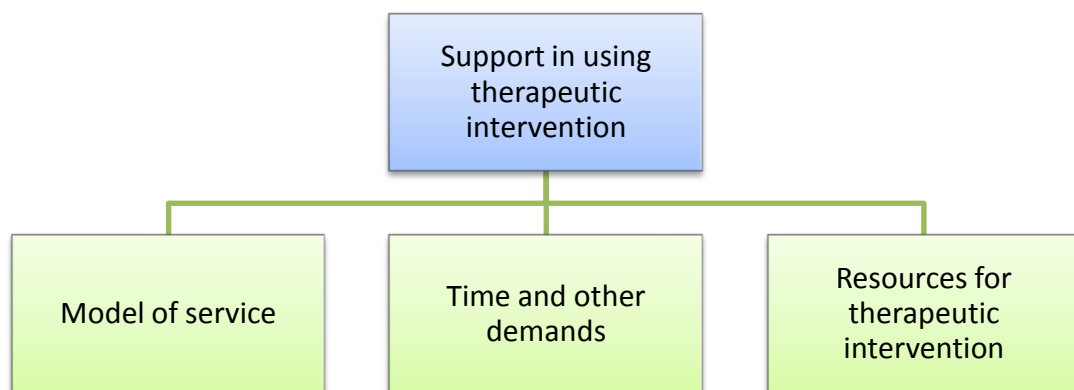 Support in using
therapeutic
intervention
Model of service
Time and other
demands
Resources for
therapeutic
intervention